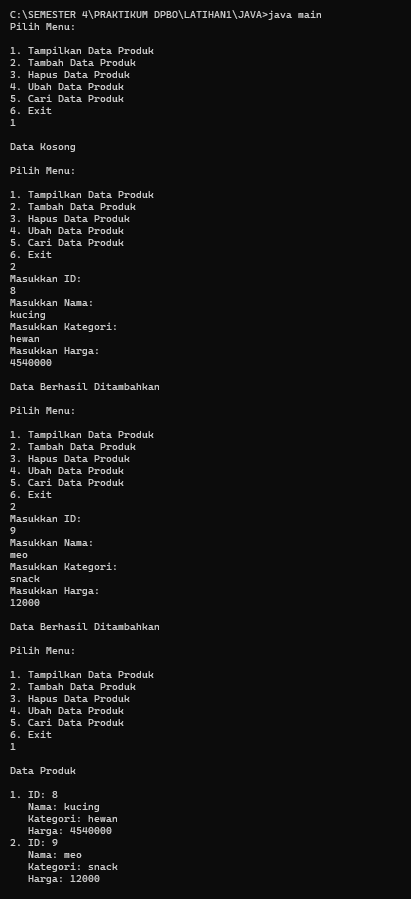 C:\SEMESTER 4\PRAKTIKUM DPBO\LATIHAN1\JAVA>java main
Pilih Menu:
1. Tampilkan Data Produk
2. Tambah Data Produk
3. Hapus Data Produk
4. Ubah Data Produk
5. Cari Data Produk
6. Exit
1
Data Kosong
Pilih Menu:
1. Tampilkan Data Produk
2. Tambah Data Produk
3. Hapus Data Produk
4. Ubah Data Produk
5. Cari Data Produk
6. Exit
2
Masukkan ID:
8
Masukkan Nama:
kucing
Masukkan Kategori:
hewan
Masukkan Harga:
4540000
Data Berhasil Ditambahkan
Pilih Menu:
1. Tampilkan Data Produk
2. Tambah Data Produk
3. Hapus Data Produk
4. Ubah Data Produk
5. Cari Data Produk
6. Exit
2
Masukkan ID:
9
Masukkan Nama:
meo
Masukkan Kategori:
snack
Masukkan Harga:
12000
Data Berhasil Ditambahkan
Pilih Menu:
1. Tampilkan Data Produk
2. Tambah Data Produk
3. Hapus Data Produk
4. Ubah Data Produk
5. Cari Data Produk
6. Exit
1
Data Produk
1. ID: 8
Nama: kucing
Kategori: hewan
Harga: 4540000
2. ID: 9
Nama: meo
Kategori: snack
Harga: 12000